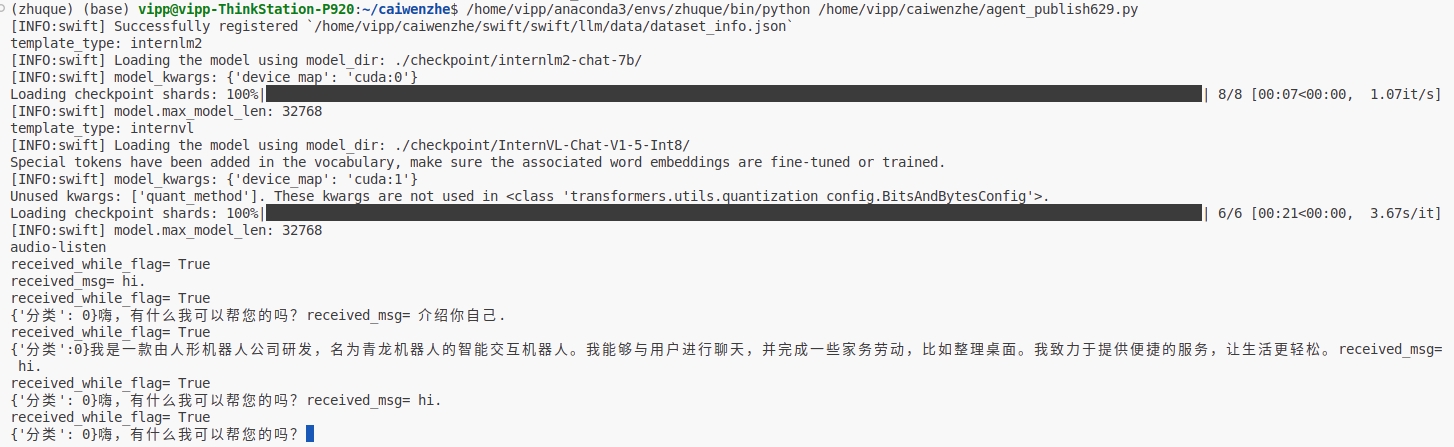 (zhuque) (base) vipp@vipp-ThinkStation-P920:~/caiwenzhe$ /home/vipp/anaconda3/envs/zhuque/bin/python /home/vipp/caiwenzhe/agent_publish629.py
[INFO:swift] Successfully registered `/home/vipp/caiwenzhe/swift/swift/llm/data/dataset_info.json`
template_type: internlm2
[INFO:swift] Loading the model using model_dir: ./checkpoint/internlm2-chat-7b/
[INFO:swift] model_kwargs: {'device_map': 'cuda:0'}
Loading checkpoint shards: 100%|| 8/8 [00:07<00:00,  1.07it/s]
[INFO:swift] model.max_model_len: 32768
template_type: internvl
[INFO:swift] Loading the model using model_dir: ./checkpoint/InternVL-Chat-V1-5-Int8/
Special tokens have been added in the vocabulary, make sure the associated word embeddings are fine-tuned or trained.
[INFO:swift] model_kwargs: {'device_map': 'cuda:1'}
Unused kwargs: ['quant_method']. These kwargs are not used in <class 'transformers.utils.quantization_config.BitsAndBytesConfig'>.
Loading checkpoint shards: 100%|| 6/6 [00:21<00:00,  3.67s/it]
[INFO:swift] model.max_model_len: 32768
audio-listen
received_while_flag= True
received_msg= hi.
received_while_flag= True
{'分类': 0}嗨，有什么我可以帮您的吗？received_msg= 介绍你自己.
received_while_flag= True
{'分类':0}我是一款由人形机器人公司研发，名为青龙机器人的智能交互机器人。我能够与用户进行聊天，并完成一些家务劳动，比如整理桌面。我致力于提供便捷的服务，让生活更轻松。received_msg=
hi.
received_while_flag= True
{'分类': 0}嗨，有什么我可以帮您的吗？received_msg= hi.
received_while_flag= True
{'分类': 0}嗨，有什么我可以帮您的吗？